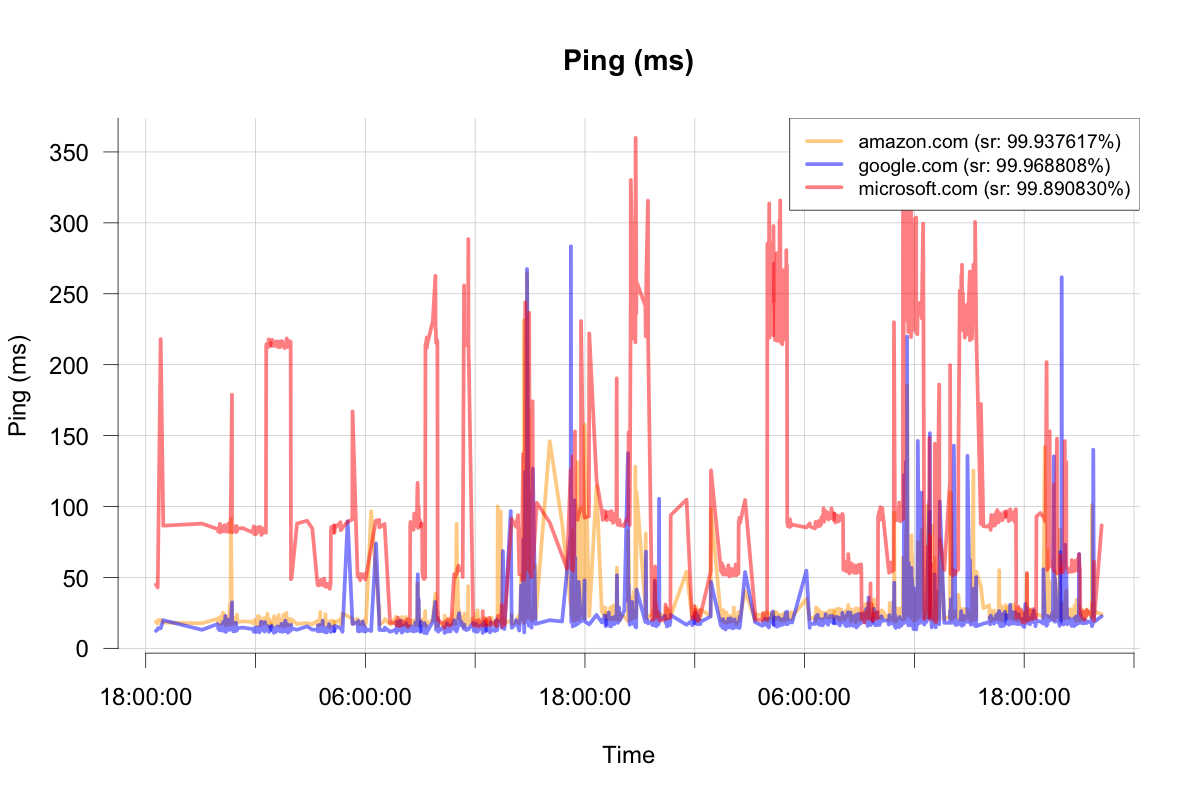 Ping (ms)
amazon.com (sr: 99.937617%)
google.com (sr: 99.968808%)
microsoft.com (sr: 99.890830%)
350
300
250
200
150
100
50
0
Ping (ms)
18:00:00 06:00:00 18:00:00 06:00:00 18:00:00
Time